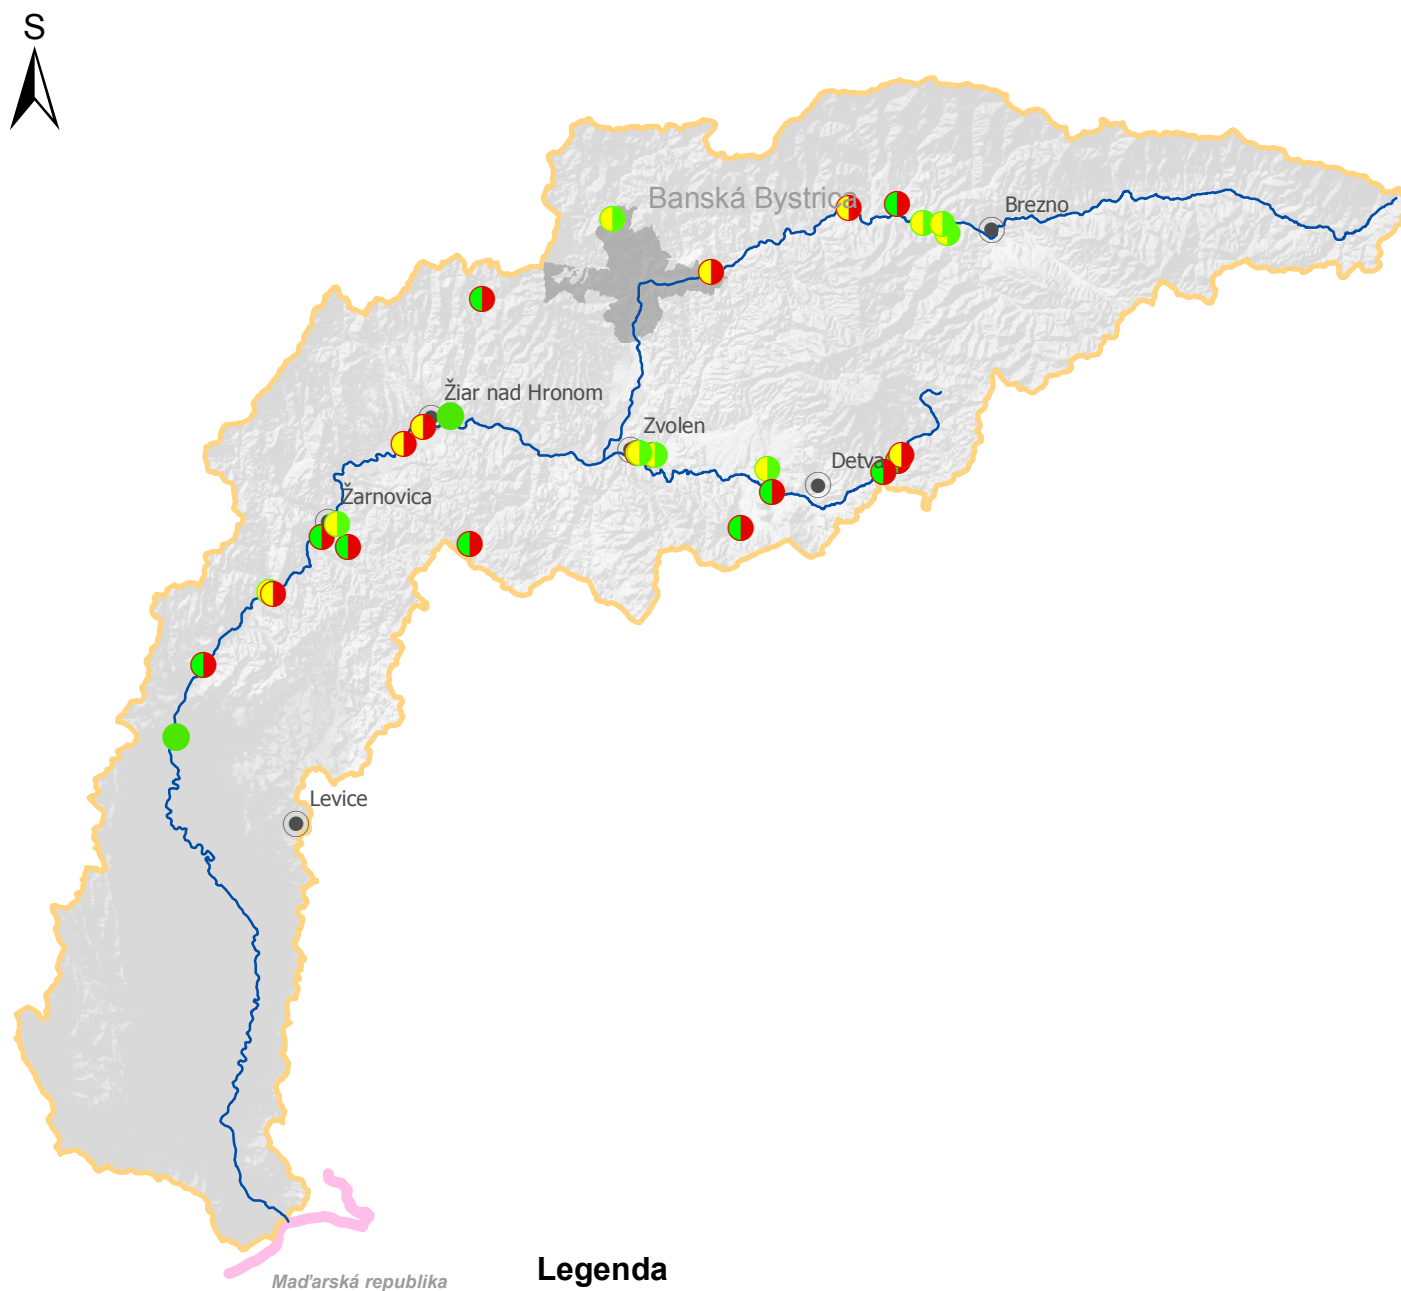 S
Banská Bystrica
Brezno
Žiar nad Hronom
Zvolen
Detva
Žarnovica
Levice
Maďarská republika
Legenda